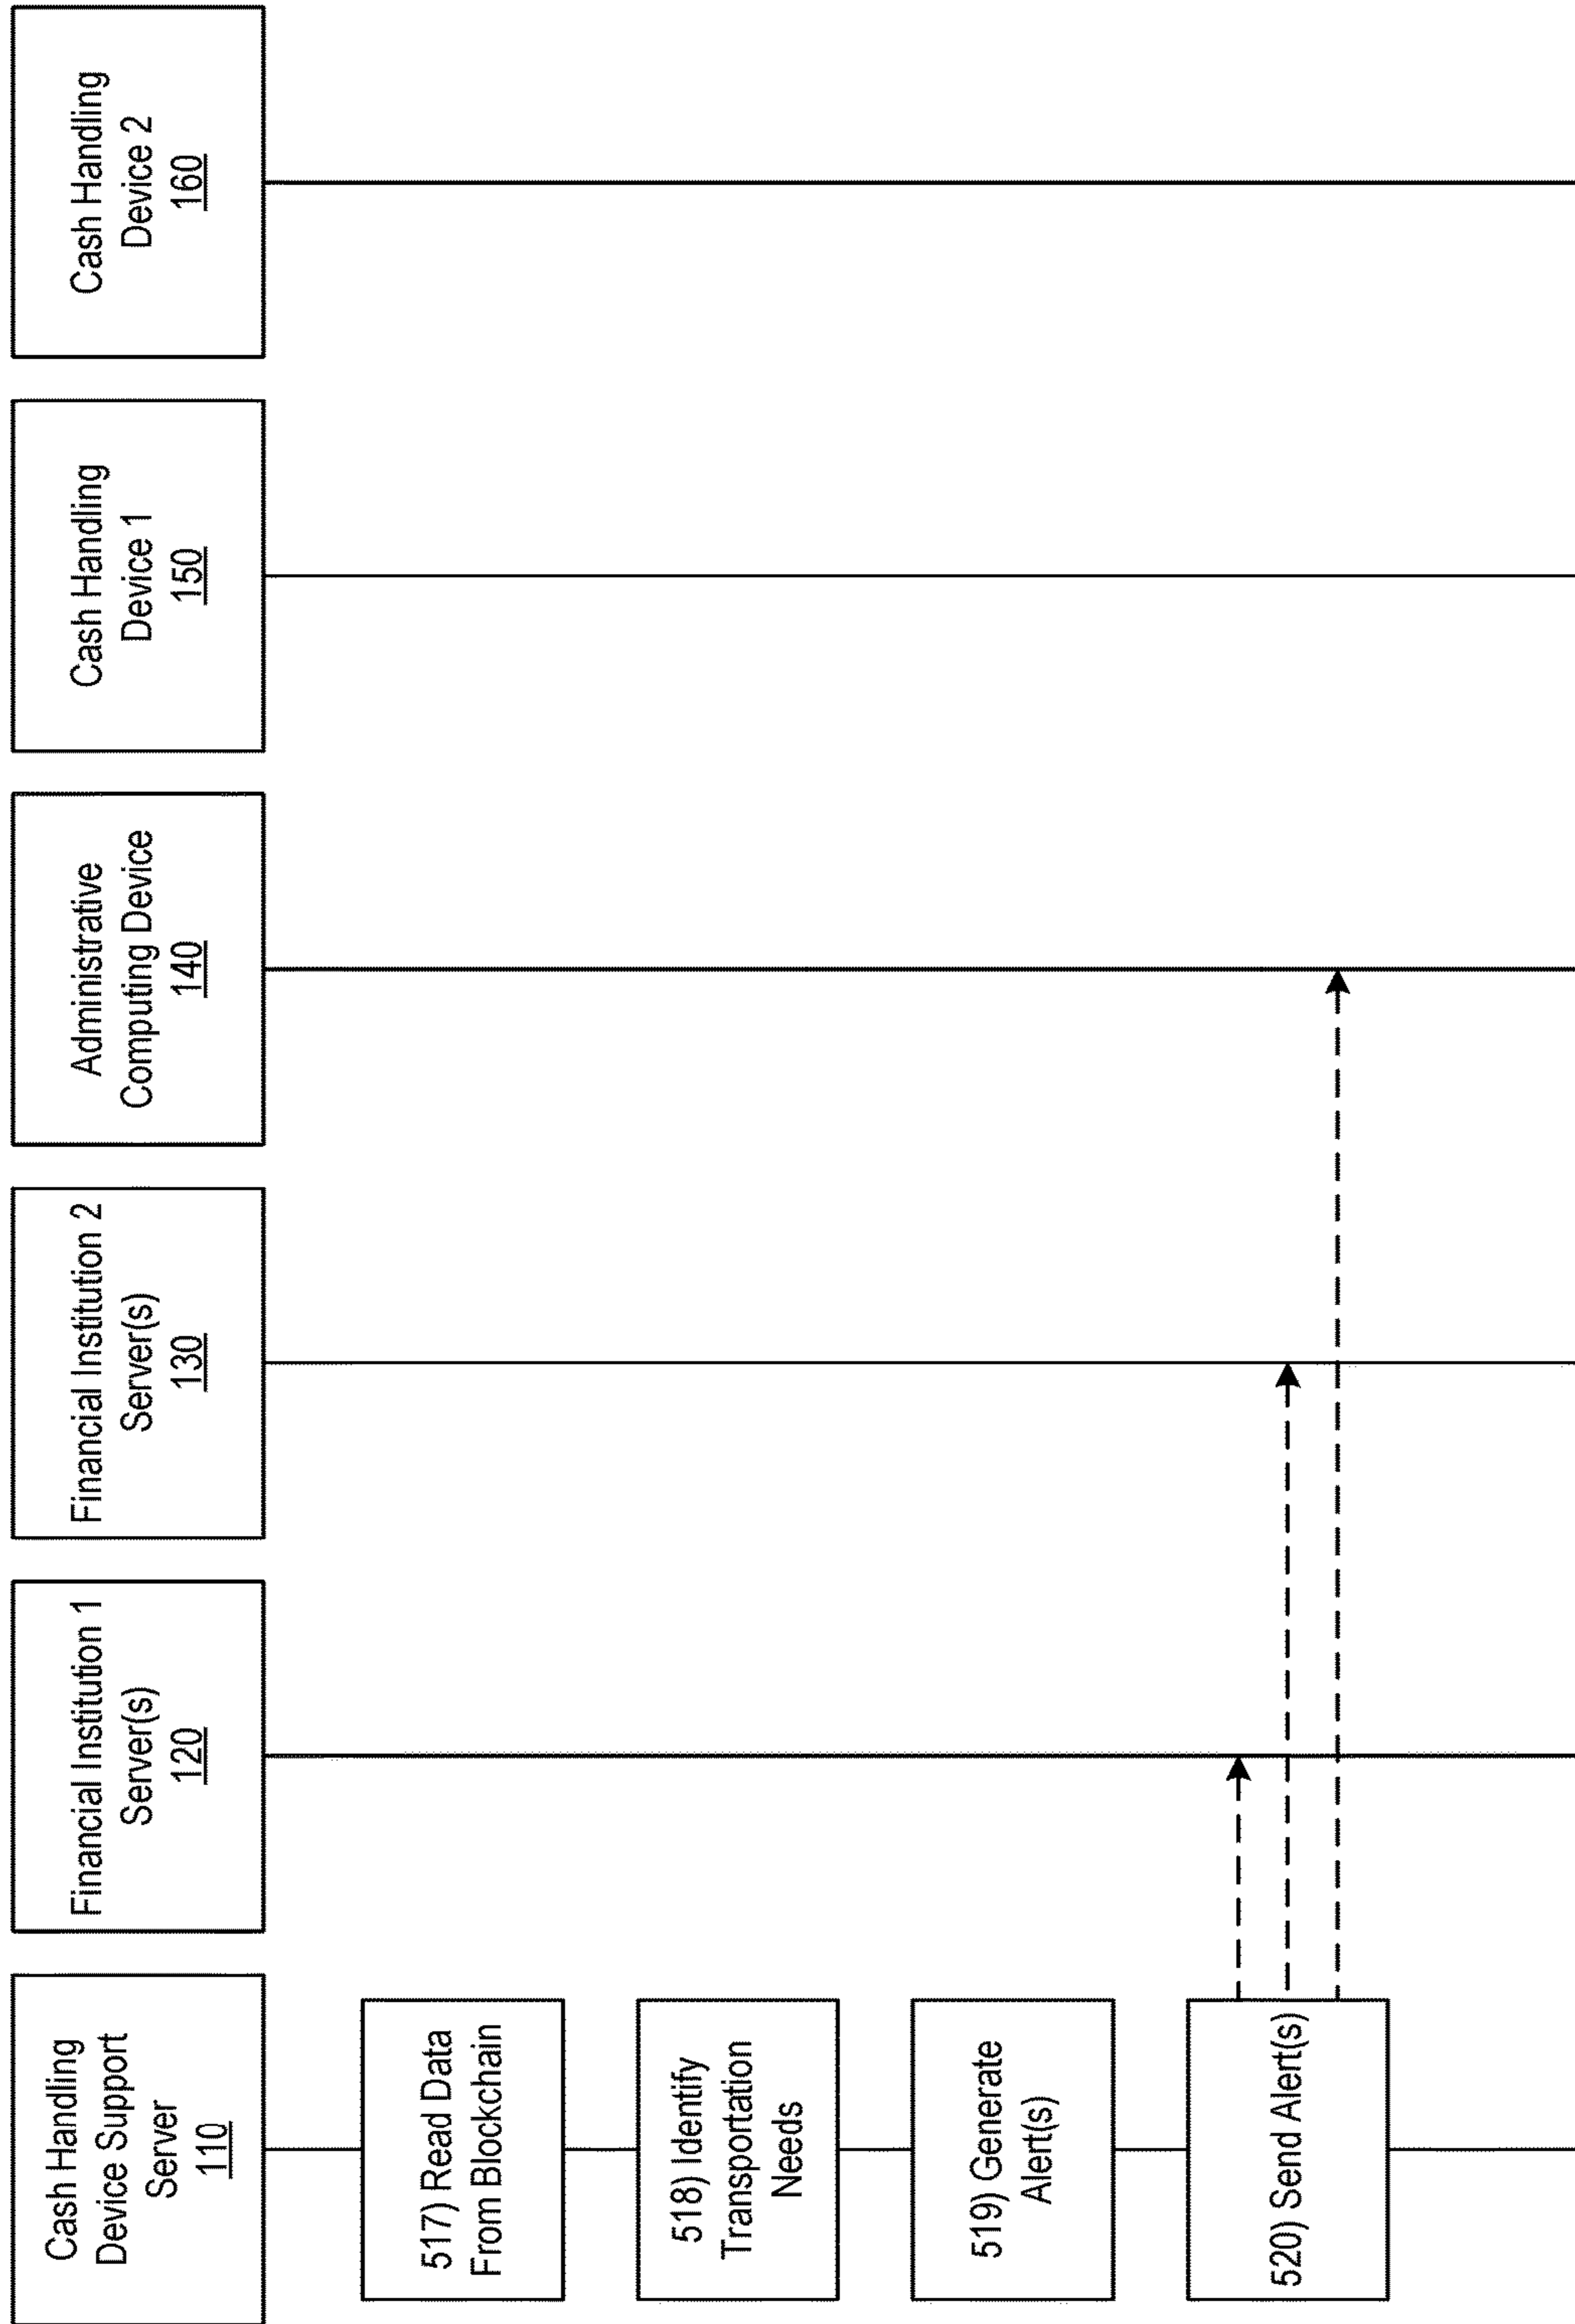 Cash Handling
Device Support
Server
110
Financial Institution 1
Server(s)
120
Financial Institution 2
Server(s)
130
Administrative
Computing Device
140
Cash Handling
Device 1
150
Cash Handling
Device 2
160
517) Read Data
From Blockchain
518) Identify
Transportation
Needs
519) Generate
Alert(s)
520) Send Alert(s)